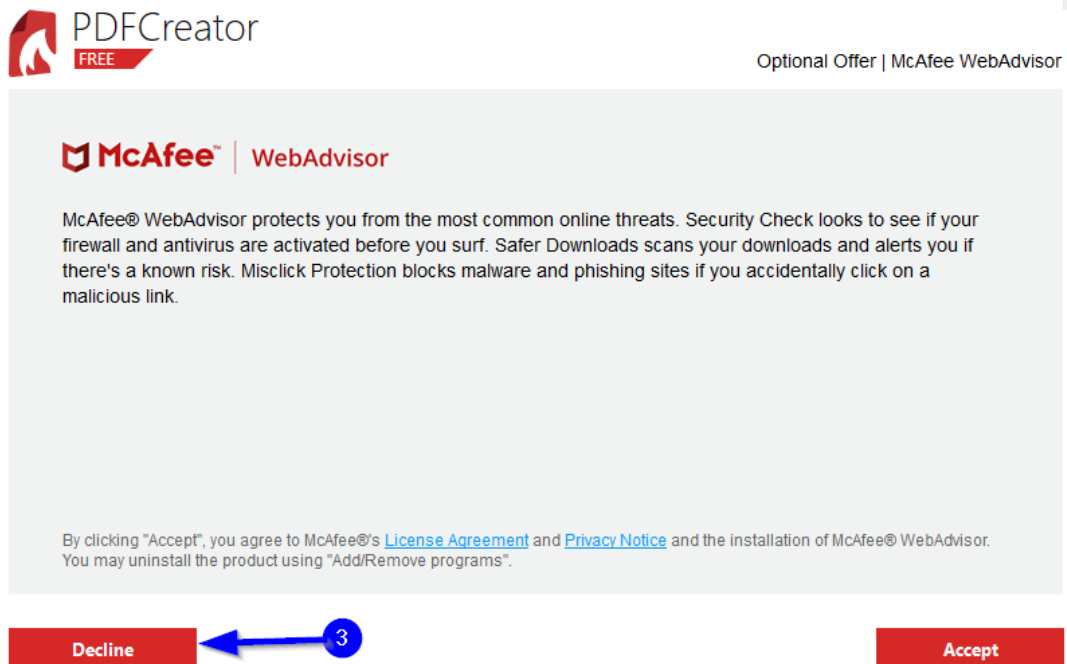 PDFCreator
FREE
Optional Offer | McAfee WebAdvisor
McAfee™ | WebAdvisor
McAfee® WebAdvisor protects you from the most common online threats. Security Check looks to see if your
firewall and antivirus are activated before you surf. Safer Downloads scans your downloads and alerts you if
there's a known risk. Misclick Protection blocks malware and phishing sites if you accidentally click on a
malicious link.
By clicking "Accept", you agree to McAfee®'s License Agreement and Privacy Notice and the installation of McAfee® WebAdvisor.
You may uninstall the product using "Add/Remove programs".
Decline
3
Accept